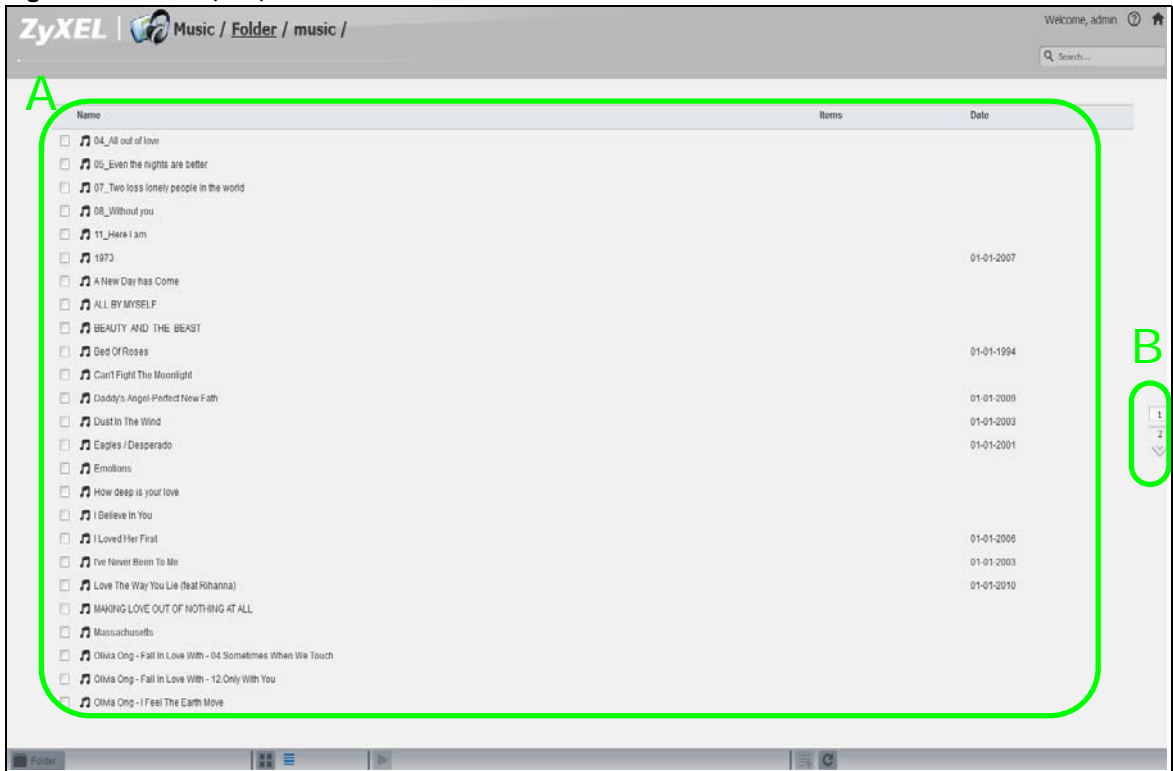 ZyXEL Music / Folder / music /
Welcome, admin
Search...
A
Name Items Date
04_All out of love
05_Even the nights are better
07_Two loss lonely people in the world
08_Without you
11_Here I am
1973 01-01-2007
A New Day has Come
ALL BY MYSELF
BEAUTY AND THE BEAST
Bed Of Roses 01-01-1994
Can't Fight The Moonlight
Daddy's Angel-Perfect New Fath 01-01-2009
Dust In The Wind 01-01-2003
Eagles / Desperado 01-01-2001
Emotions
How deep is your love
I Believe In You
I Loved Her First 01-01-2006
I've Never Been To Me 01-01-2003
Love The Way You Lie (feat Rihanna) 01-01-2010
MAKING LOVE OUT OF NOTHING AT ALL
Massachusetts
Olivia Ong - Fall In Love With - 04.Sometimes When We Touch
Olivia Ong - Fall In Love With - 12.Only With You
Olivia Ong - I Feel The Earth Move
B
1
2
Folder